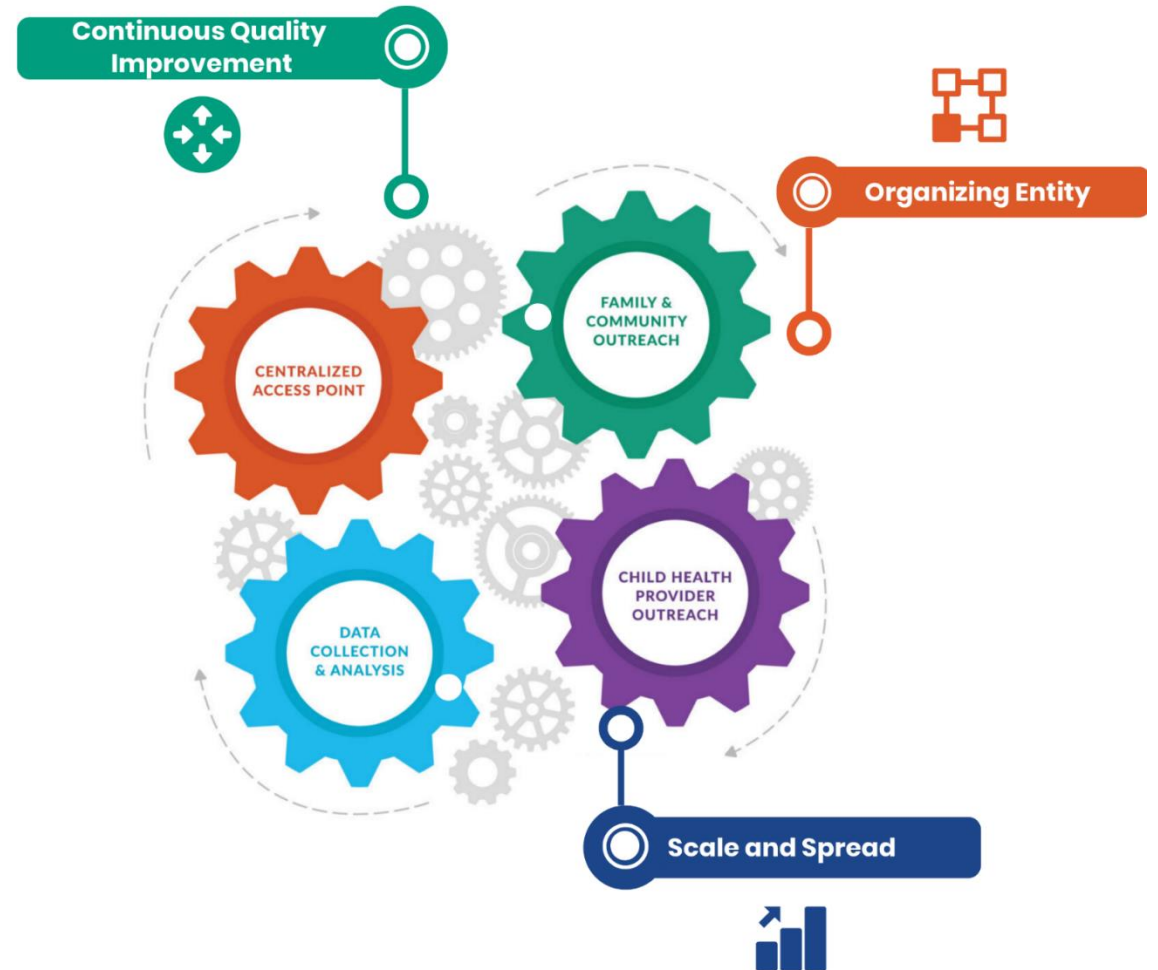 Continuous Quality
Improvement
Organizing Entity
FAMILY &
COMMUNITY
OUTREACH
CENTRALIZED
ACCESS POINT
CHILD HEALTH
PROVIDER
OUTREACH
DATA
COLLECTION
& ANALYSIS
Scale and Spread